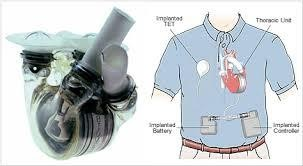 Implanted
TET
Thoracic Unit
Implanted
Battery
Implanted
Controller